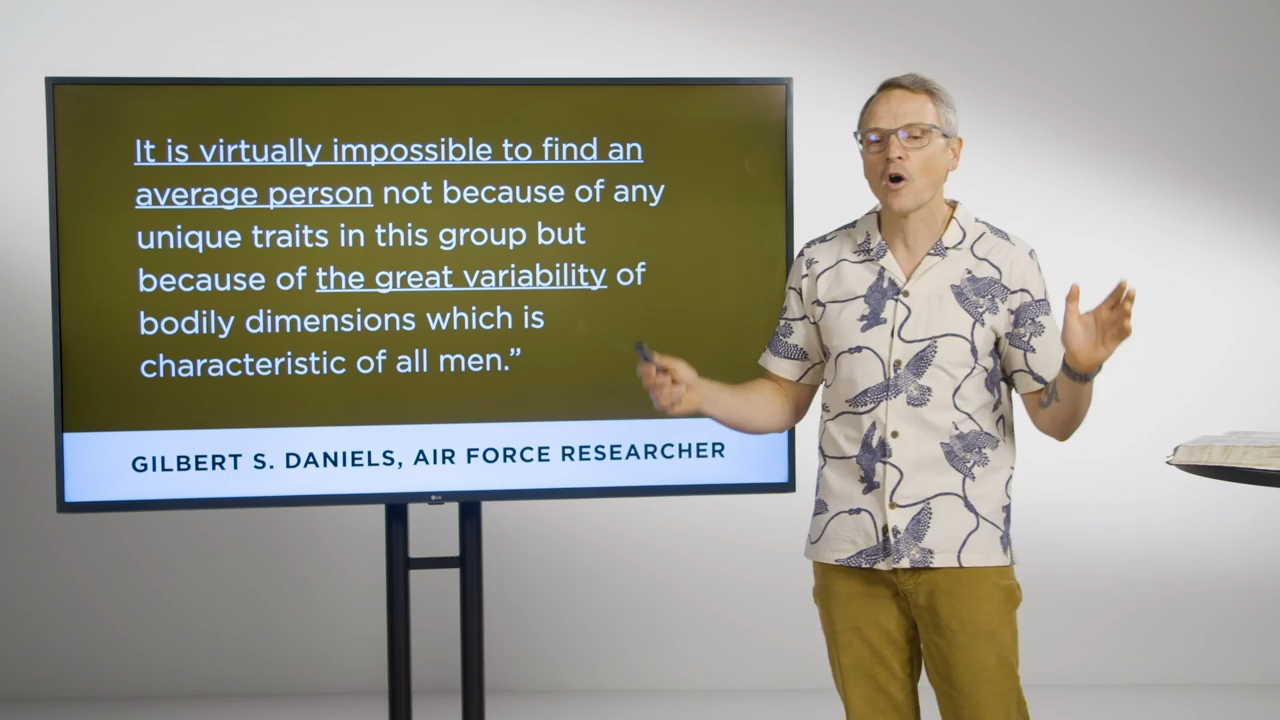 It is virtually impossible to find an
average person not because of any
unique traits in this group but
because of the great variability of
bodily dimensions which is
characteristic of all men.”
GILBERT S. DANIELS, AIR FORCE RESEARCHER
LG